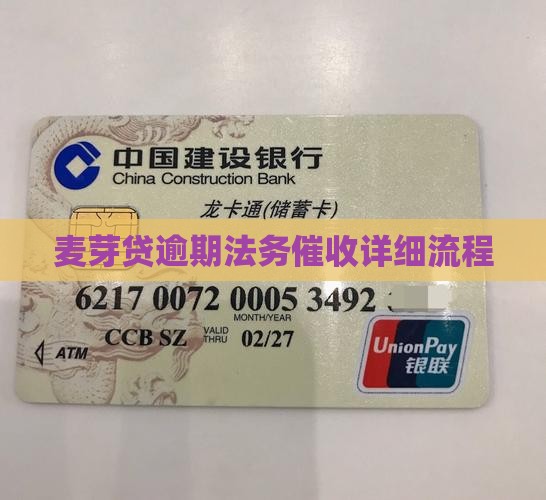 中国建设银行
China Construction Bank
龙卡通(储蓄卡)
麦芽贷逾期法务催收详细流程
6217 0072 0005 3492
MONTH/YEAR
CCB SZ VALID THRU 02/27
ATM
UnionPay
银联